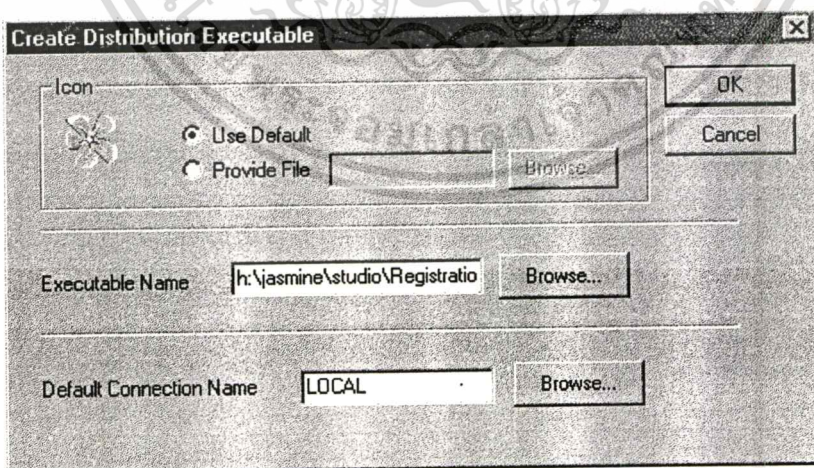 Create Distribution Executable
Icon
Use Default
Provide File
Browse...
OK
Cancel
Executable Name
h:\jasmine\studio\Registratio
Browse...
Default Connection Name
LOCAL
Browse...